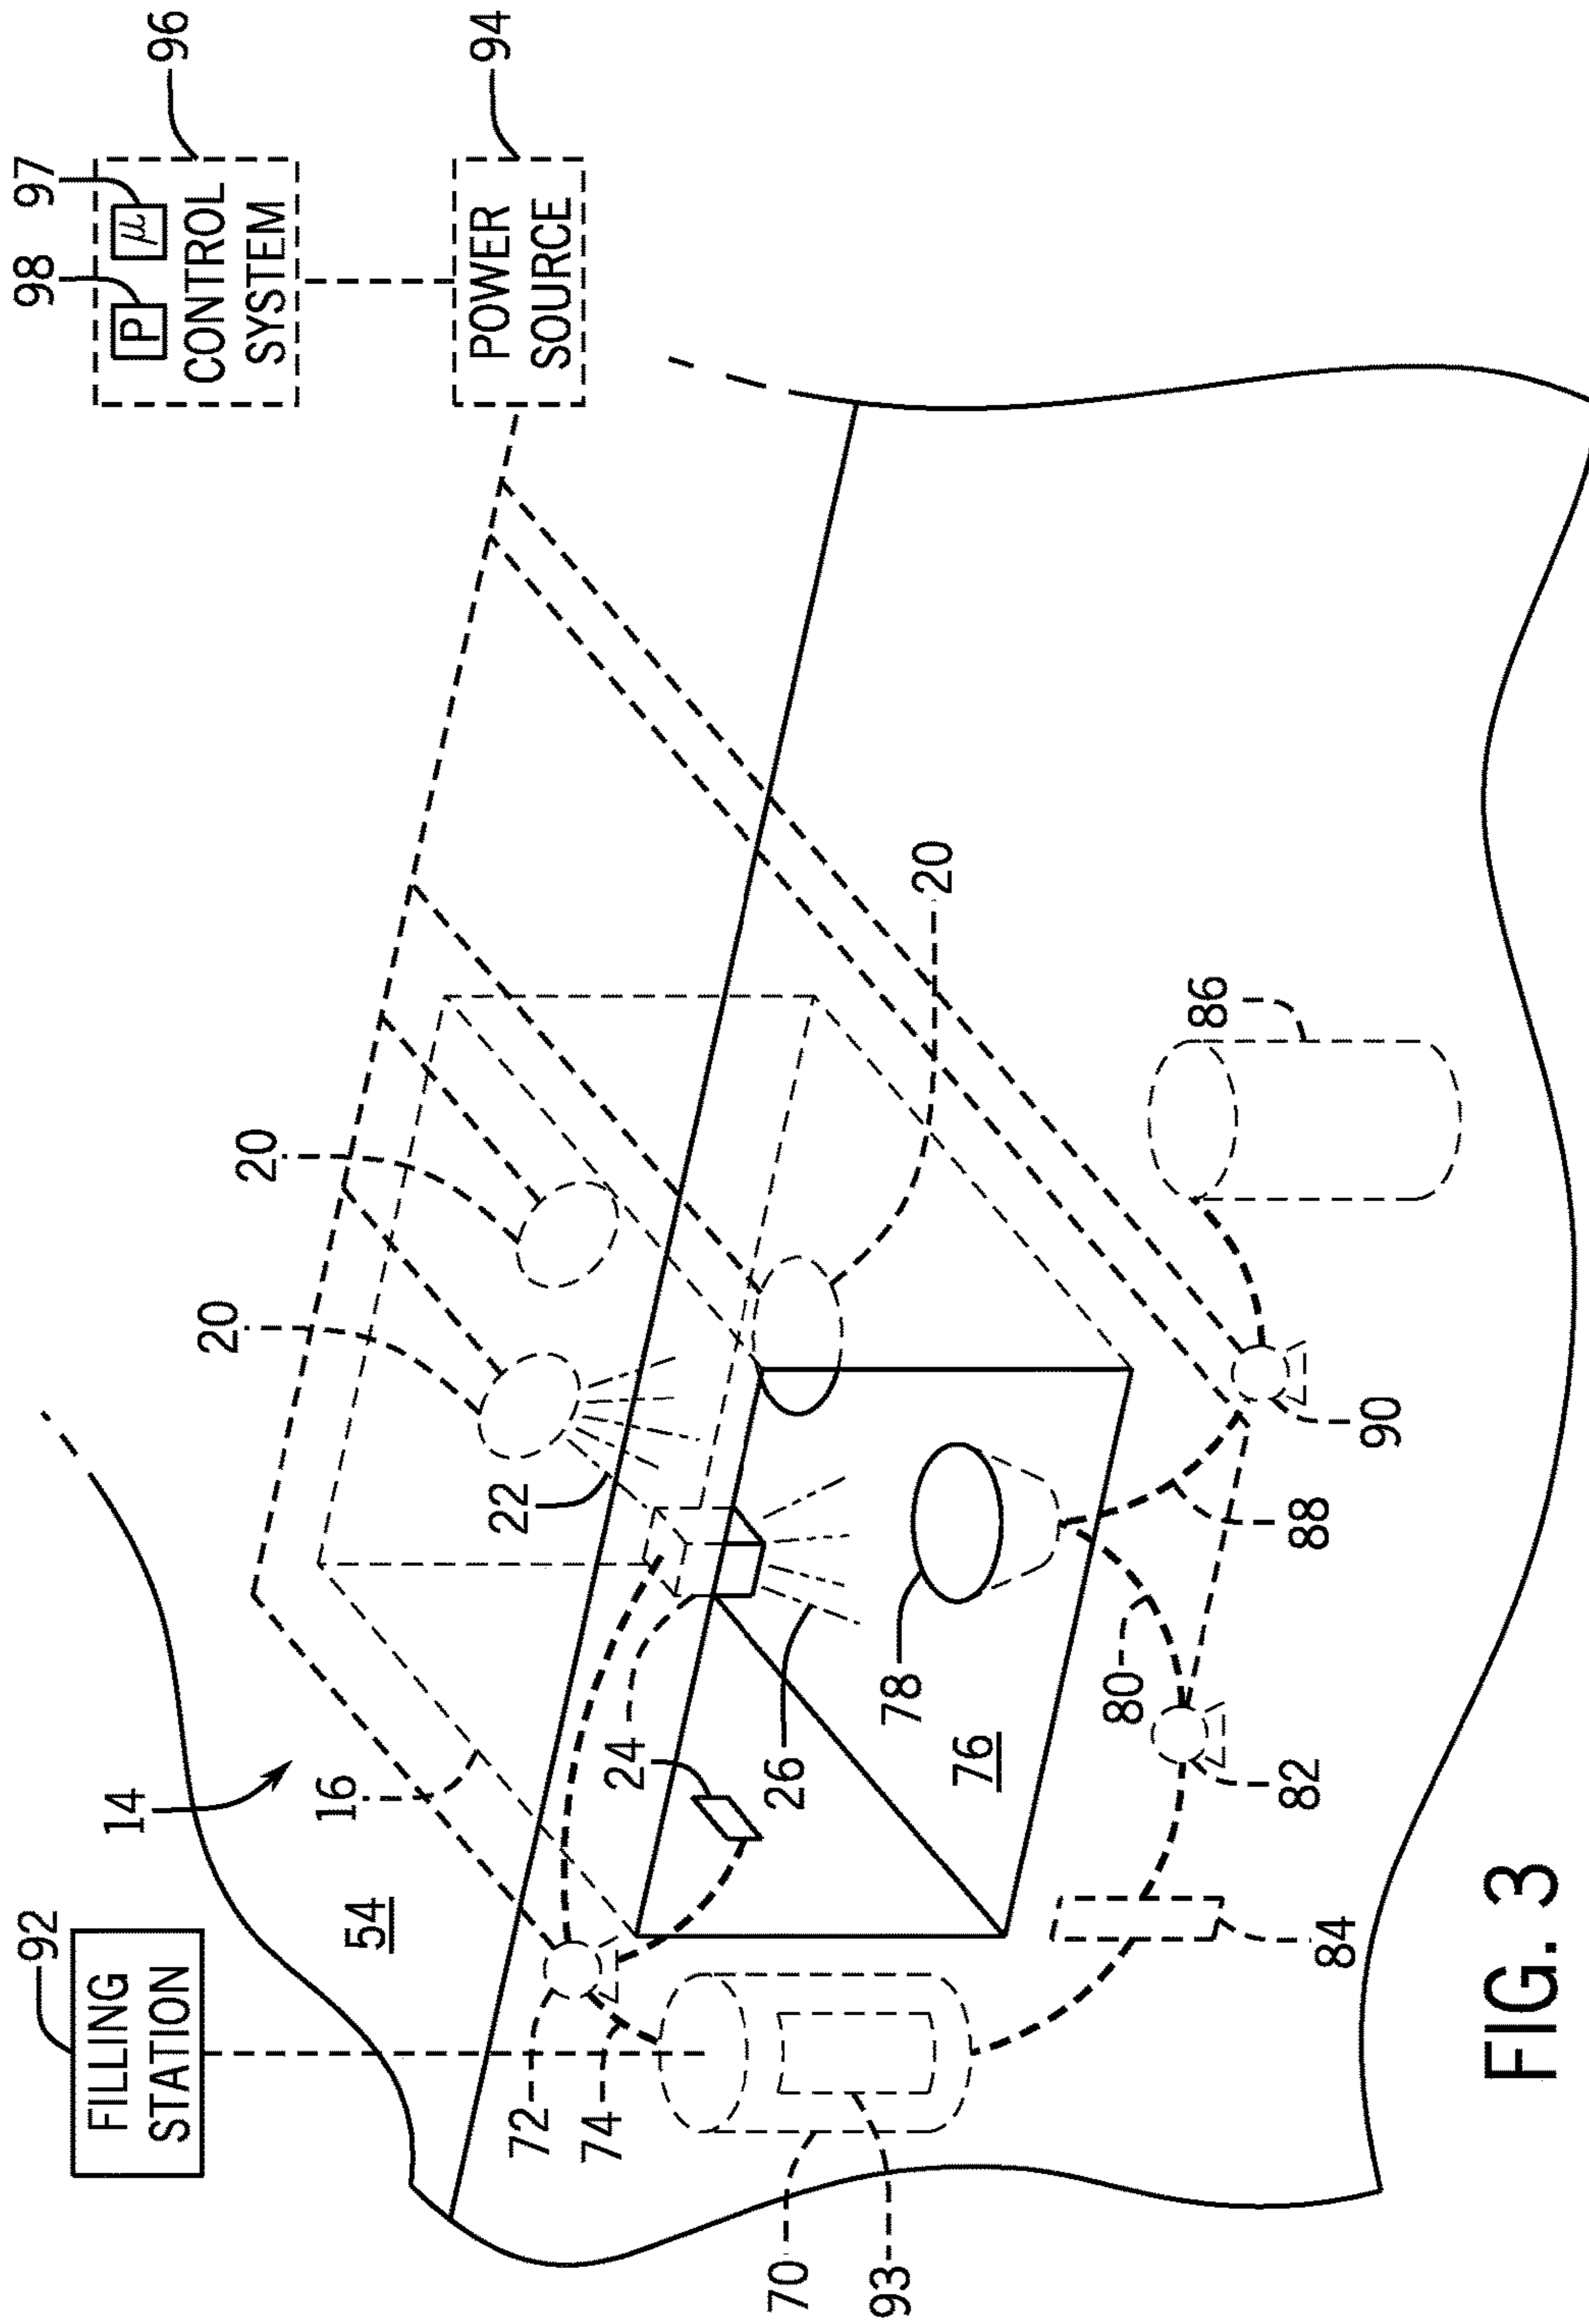 98
97
96
P
μ
CONTROL
SYSTEM
94
POWER
SOURCE
92
FILLING
STATION
54
14
16
20
20
20
22
24
26
72
74
70
93
76
78
80
82
84
86
88
90
FIG. 3